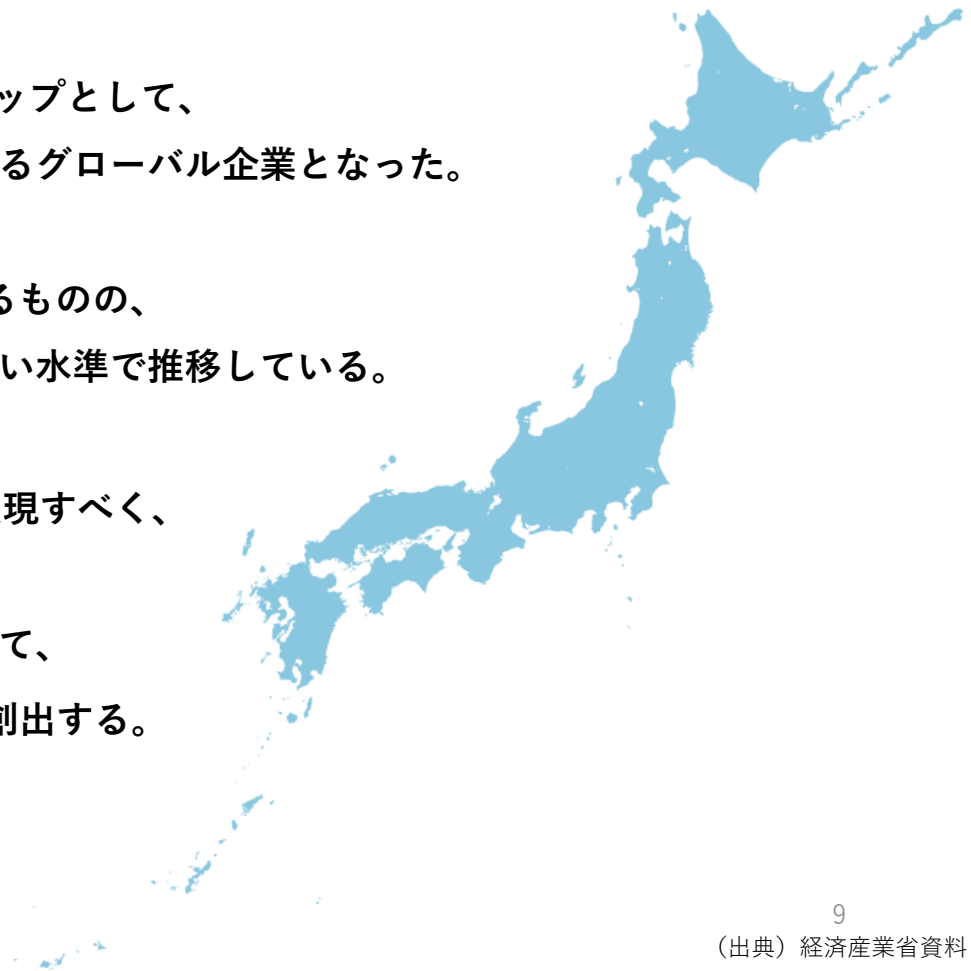 ップとして、
るグローバル企業となった。
るものの、
い水準で推移している。
現すべく、
て、
創出する。
9
（出典）経済産業省資料